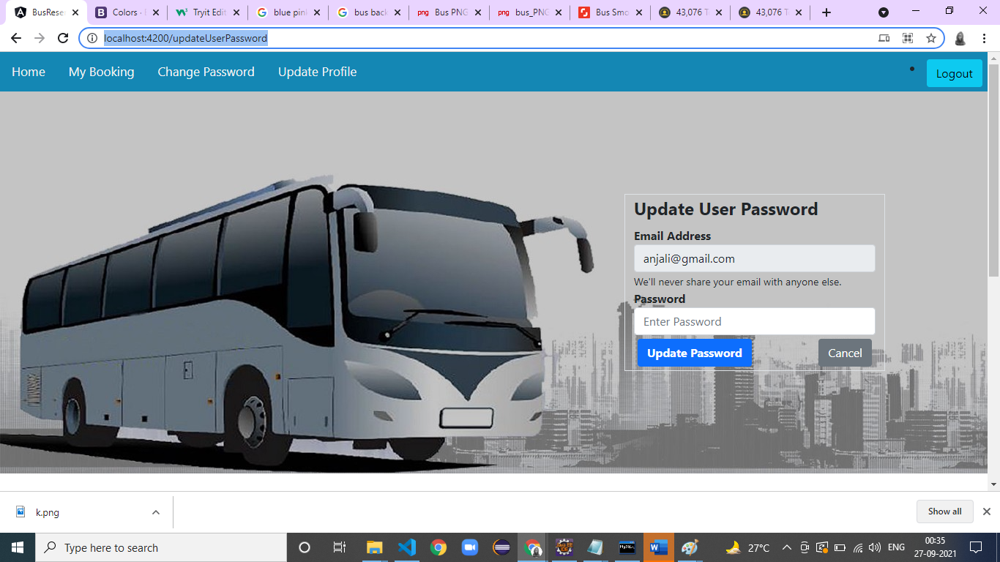 BusReser
Colors ·
Tryit Edit
blue pin
bus back
png Bus PNG
png bus_PNG
Bus Smo
43,076 T
43,076 T
localhost:4200/updateUserPassword
Home My Booking Change Password Update Profile Logout
Update User Password
Email Address
anjali@gmail.com
We'll never share your email with anyone else.
Password
Enter Password
Update Password Cancel
k.png
Show all
Type here to search
27°C
ENG
00:35
27-09-2021